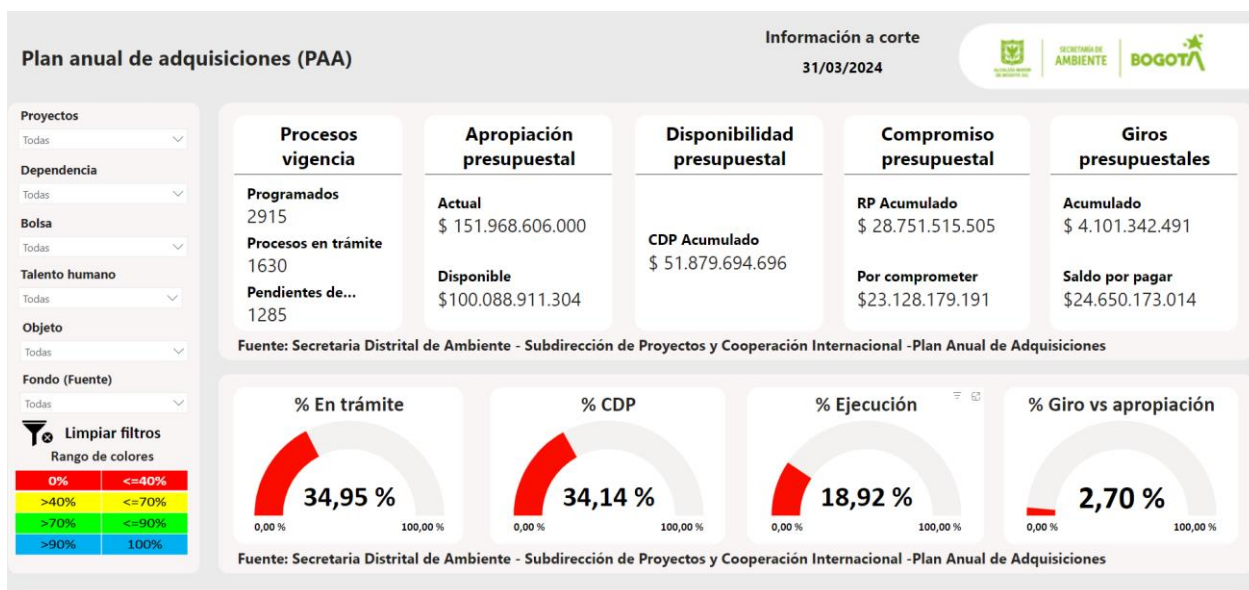 Plan anual de adquisiciones (PAA)
Información a corte
31/03/2024
SECRETARÍA DE
AMBIENTE
BOGOTÁ
Proyectos
Todas
Dependencia
Todas
Bolsa
Todas
Talento humano
Todas
Objeto
Todas
Fondo (Fuente)
Todas
Limpiar filtros
Rango de colores
0% <=40%
>40% <=70%
>70% <=90%
>90% 100%
Procesos
vigencia
Programados
2915
Procesos en trámite
1630
Pendientes de...
1285
Apropiación
presupuestal
Actual
$ 151.968.606.000
Disponible
$100.088.911.304
Disponibilidad
presupuestal
CDP Acumulado
$ 51.879.694.696
Compromiso
presupuestal
RP Acumulado
$ 28.751.515.505
Por comprometer
$23.128.179.191
Giros
presupuestales
Acumulado
$ 4.101.342.491
Saldo por pagar
$24.650.173.014
Fuente: Secretaria Distrital de Ambiente - Subdirección de Proyectos y Cooperación Internacional -Plan Anual de Adquisiciones
% En trámite
34,95 %
0,00 % 100,00 %
% CDP
34,14 %
0,00 % 100,00 %
% Ejecución
18,92 %
0,00 % 100,00 %
% Giro vs apropiación
2,70 %
0,00 % 100,00 %
Fuente: Secretaria Distrital de Ambiente - Subdirección de Proyectos y Cooperación Internacional -Plan Anual de Adquisiciones